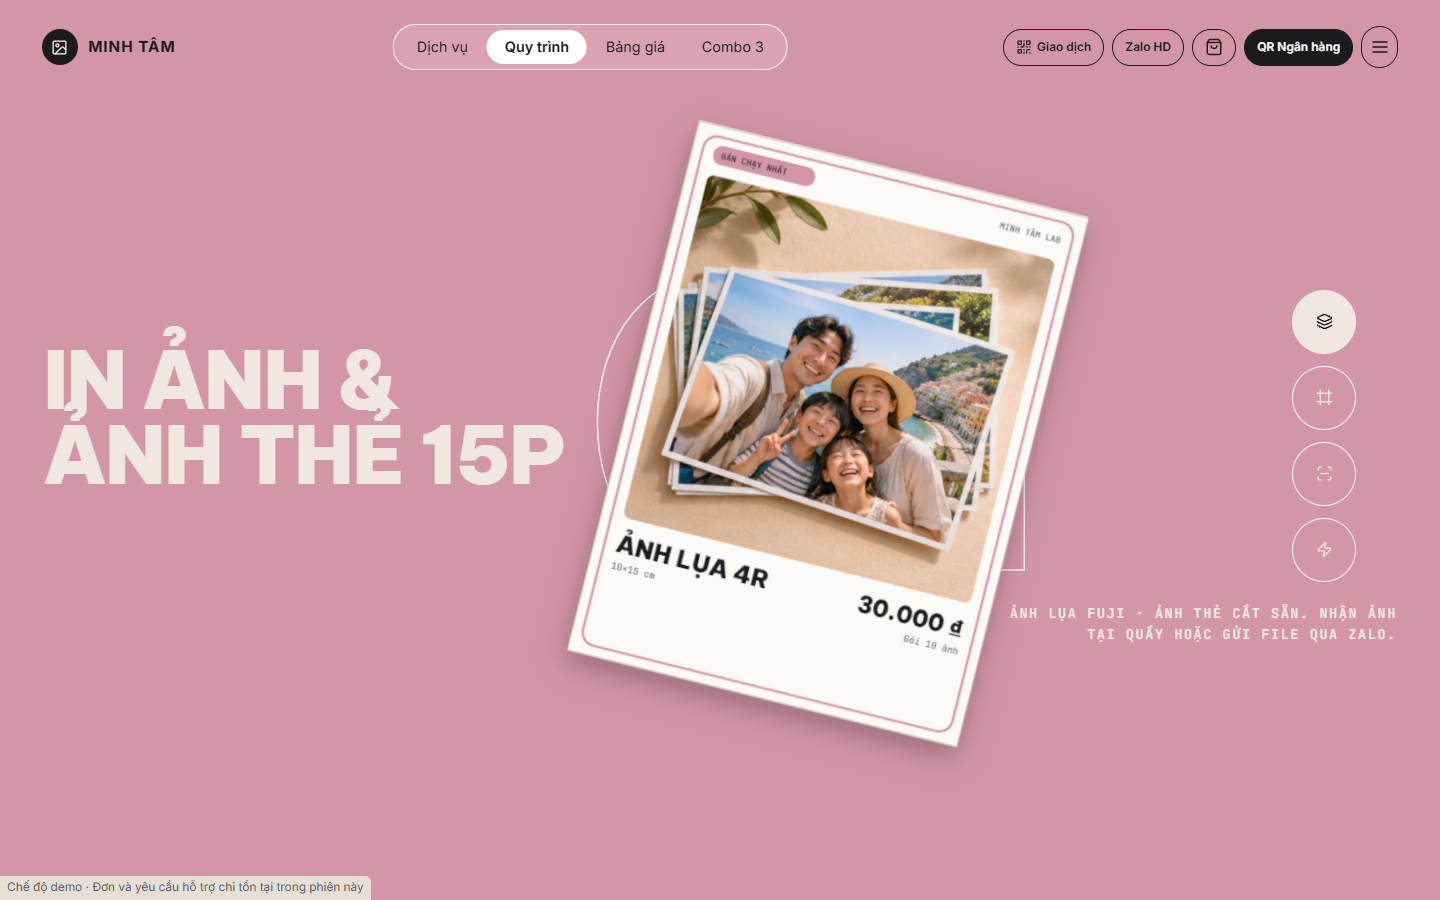 MINH TÂM
Dịch vụ
Quy trình
Bảng giá
Combo 3
Giao dịch
Zalo HD
QR Ngân hàng
BÁN CHẠY NHẤT
MINH TÂM LAB
IN ẢNH &
ẢNH THẺ 15P
ẢNH LỤA 4R
10×15 cm
30.000 đ
Gói 10 ảnh
ẢNH LỤA FUJI · ẢNH THẺ CẮT SẴN. NHẬN ẢNH
TẠI QUẦY HOẶC GỬI FILE QUA ZALO.
Chế độ demo · Đơn và yêu cầu hỗ trợ chỉ tồn tại trong phiên này